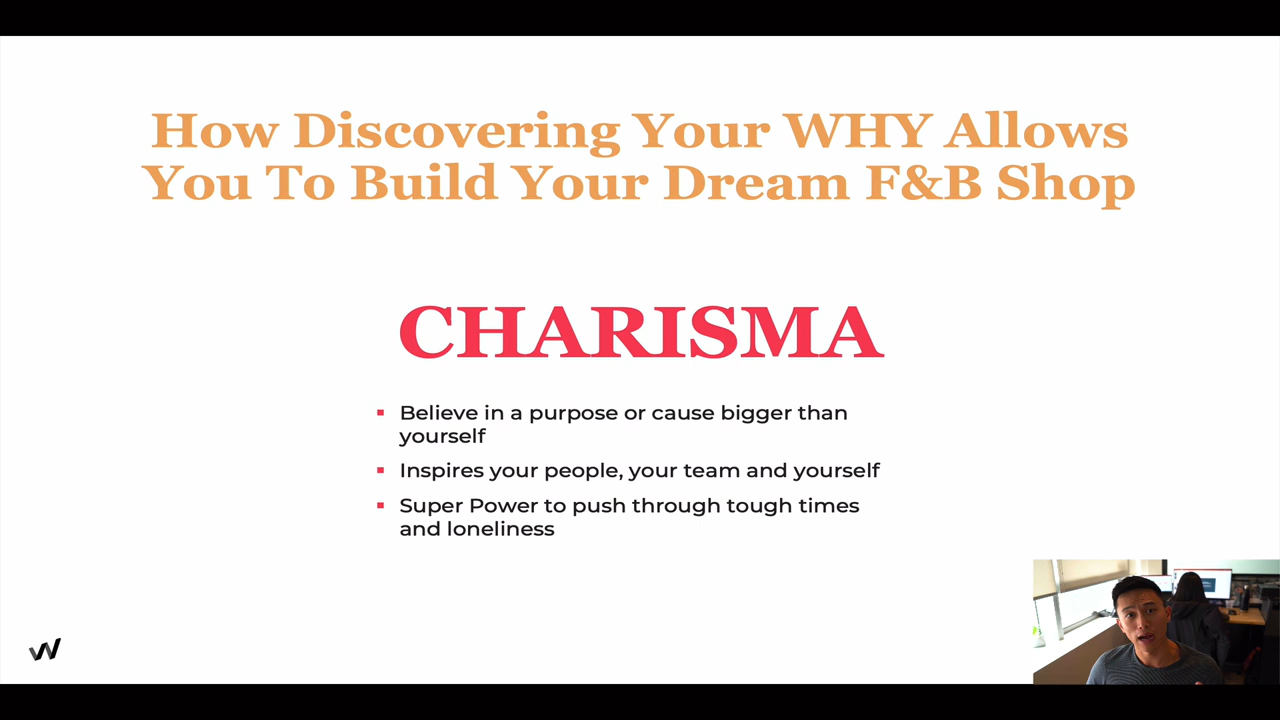 How Discovering Your WHY Allows
You To Build Your Dream F&B Shop
CHARISMA
Believe in a purpose or cause bigger than
yourself
Inspires your people, your team and yourself
Super Power to push through tough times
and loneliness